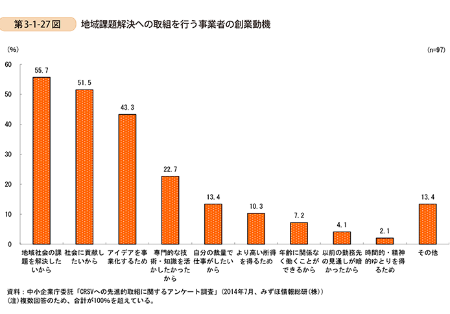 第3-1-27図 地域課題解決への取組を行う事業者の創業動機
(%)
(n=97)
60
50
40
30
20
10
0
55.7
51.5
43.3
22.7
13.4
10.3
7.2
4.1
2.1
13.4
地域社会の課
題を解決した
いから
社会に貢献し
たいから
アイデアを事
業化するため
専門的な技
術・知識を活
かしたかった
から
自分の裁量で
仕事がしたい
から
より高い所得
を得るため
年齢に関係な
く働くことが
できるから
以前の勤務先
の見通しが暗
かったから
時間的・精神
的ゆとりを得
るため
その他
資料:中小企業庁委託「CRSVへの先進的取組に関するアンケート調査」(2014年7月、みずほ情報総研(株))
(注)複数回答のため、合計が100%を超えている。